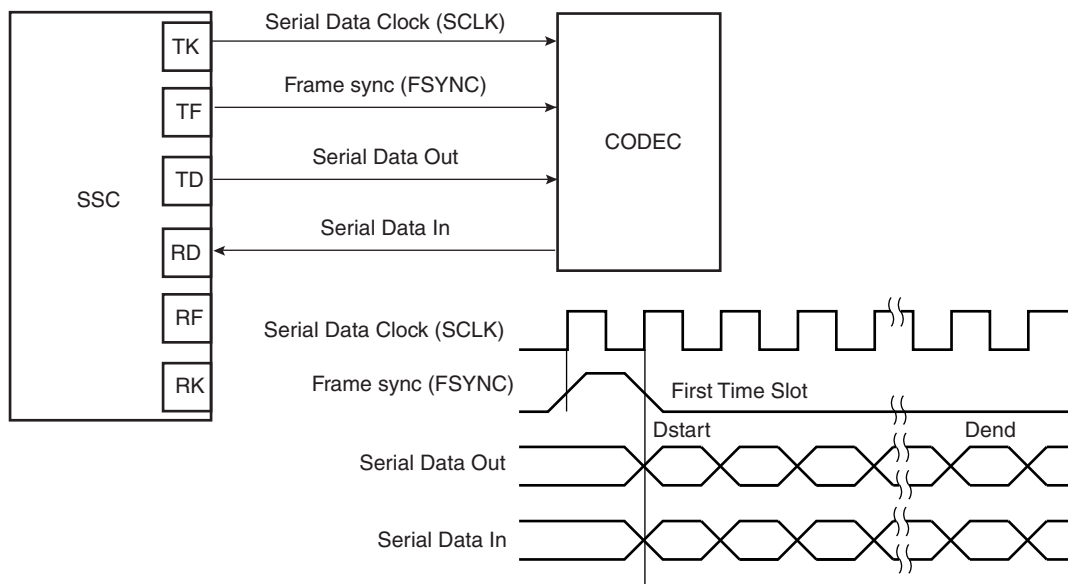 SSC
TK
TF
TD
RD
RF
RK
Serial Data Clock (SCLK)
Frame sync (FSYNC)
Serial Data Out
Serial Data In
CODEC
Serial Data Clock (SCLK)
Frame sync (FSYNC)
First Time Slot
Dstart
Dend
Serial Data Out
Serial Data In